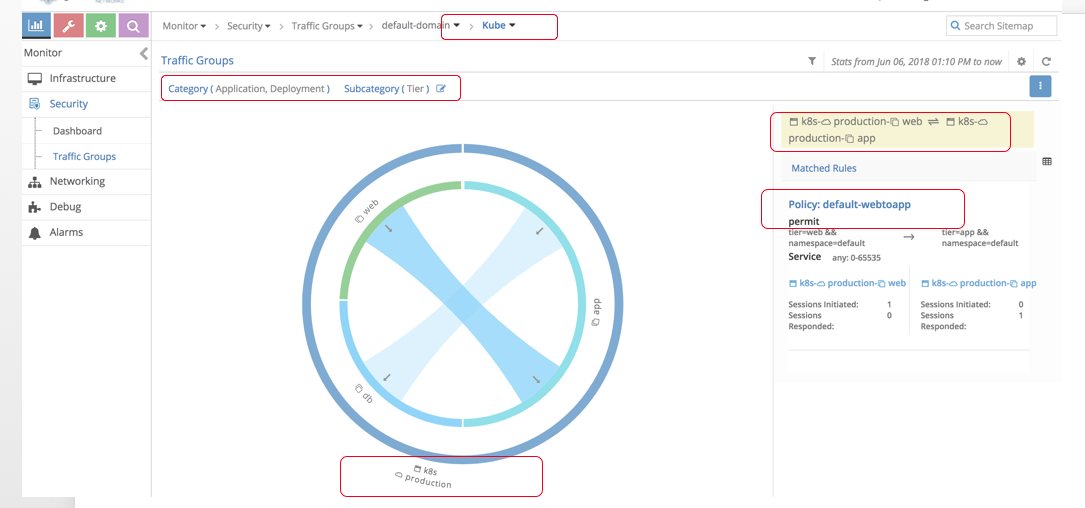 Monitor > Security > Traffic Groups > default-domain > Kube
Search Sitemap
Monitor
Infrastructure
Security
Dashboard
Traffic Groups
Networking
Debug
Alarms
Traffic Groups
Stats from Jun 06, 2018 01:10 PM to now
Category ( Application, Deployment ) Subcategory ( Tier )
web
app
db
k8s
production
k8s- production- web ⇌ k8s-
production- app
Matched Rules
Policy: default-webtoapp
permit
tier=web && → tier=app &&
namespace=default namespace=default
Service any: 0-65535
k8s- production- web k8s- production- app
Sessions Initiated: 1 Sessions Initiated: 0
Sessions 0 Sessions 1
Responded: Responded: